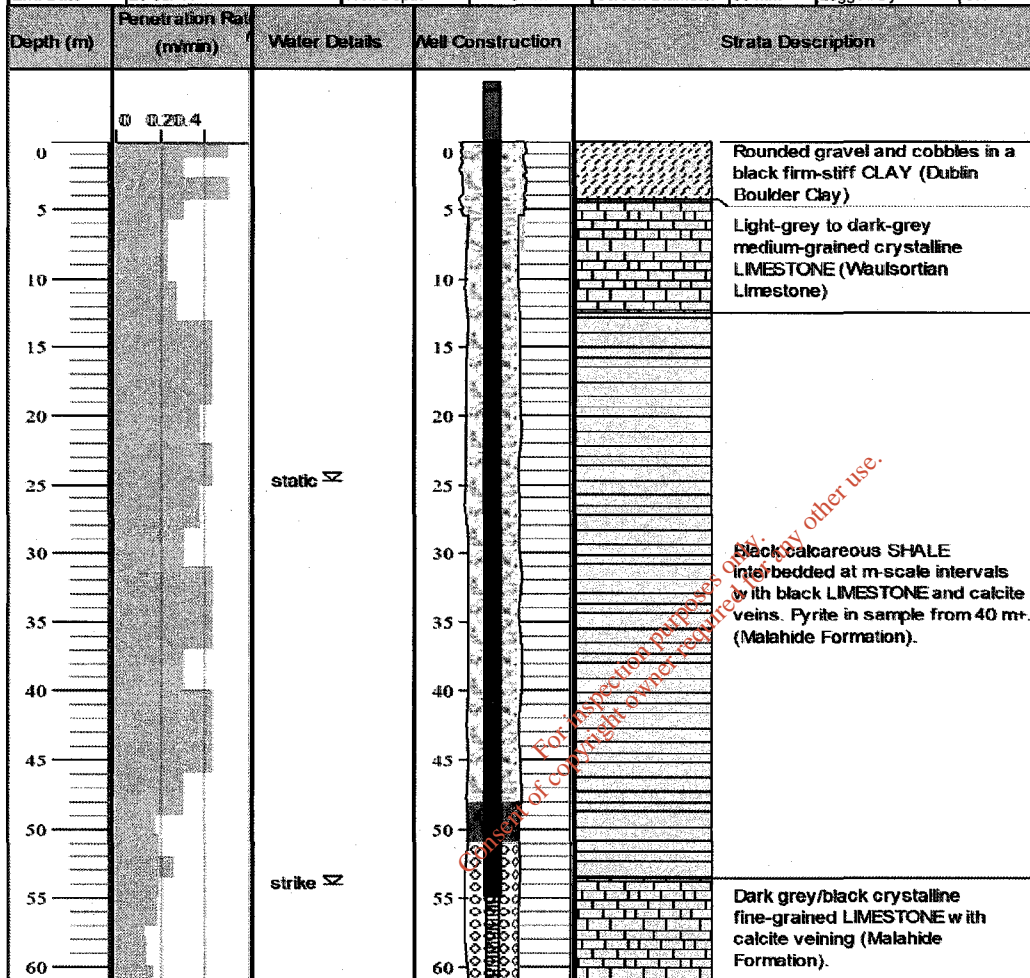 Depth (m)
Penetration Rat
(m/min)
Water Details
Well Construction
Strata Description
0 0.20.4
0
5
10
15
20
25
30
35
40
45
50
55
60
static
strike
0
5
10
15
20
25
30
35
40
45
50
55
60
Rounded gravel and cobbles in a
black firm-stiff CLAY (Dublin
Boulder Clay)
Light-grey to dark-grey
medium-grained crystalline
LIMESTONE (Waulsortian
Limestone)
Black calcareous SHALE
interbedded at m-scale intervals
with black LIMESTONE and calcite
veins. Pyrite in sample from 40 m+.
(Malahide Formation).
Dark grey/black crystalline
fine-grained LIMESTONE with
calcite veining (Malahide
Formation).
For inspection purposes only.
Consent of copyright owner required for any other use.